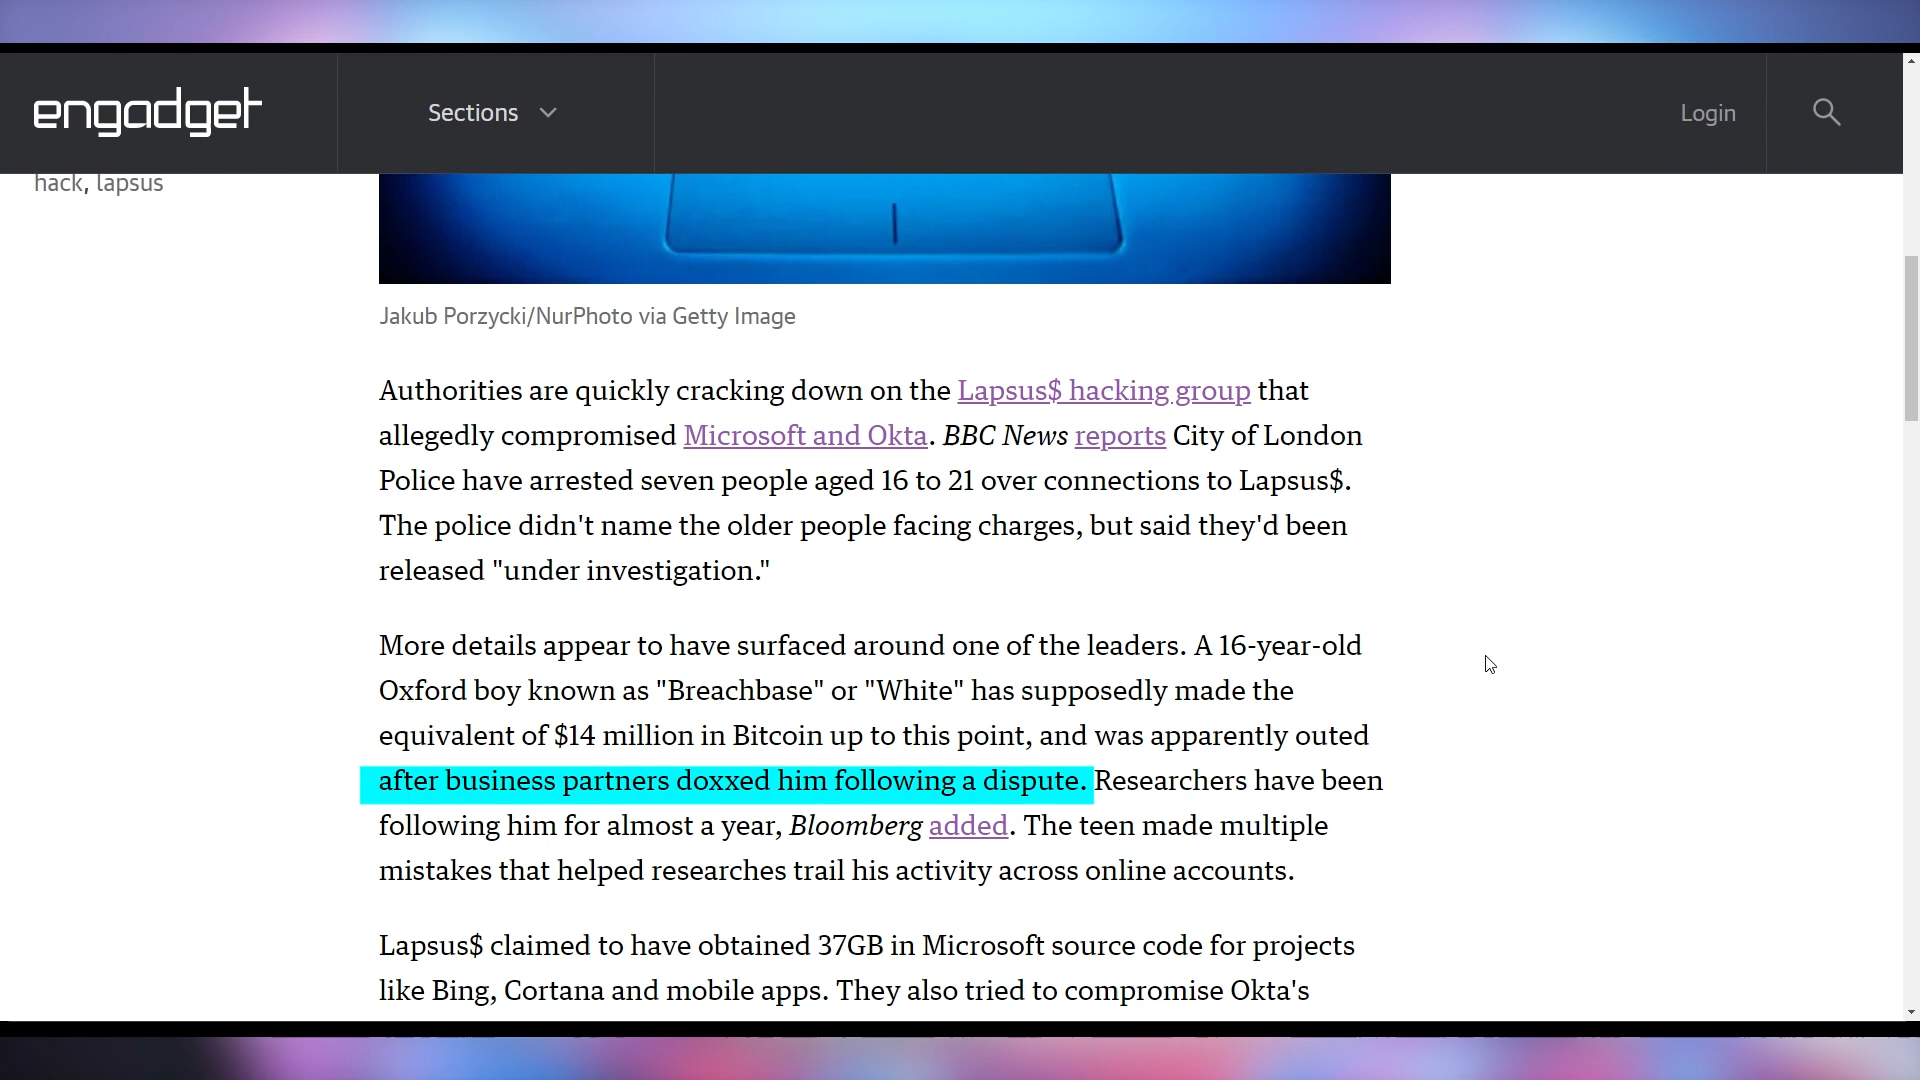 engadget
Sections
Login
hack, lapsus
Jakub Porzycki/NurPhoto via Getty Image
Authorities are quickly cracking down on the Lapsus$ hacking group that
allegedly compromised Microsoft and Okta. BBC News reports City of London
Police have arrested seven people aged 16 to 21 over connections to Lapsus$.
The police didn't name the older people facing charges, but said they'd been
released "under investigation."
More details appear to have surfaced around one of the leaders. A 16-year-old
Oxford boy known as "Breachbase" or "White" has supposedly made the
equivalent of $14 million in Bitcoin up to this point, and was apparently outed
after business partners doxxed him following a dispute. Researchers have been
following him for almost a year, Bloomberg added. The teen made multiple
mistakes that helped researches trail his activity across online accounts.
Lapsus$ claimed to have obtained 37GB in Microsoft source code for projects
like Bing, Cortana and mobile apps. They also tried to compromise Okta's